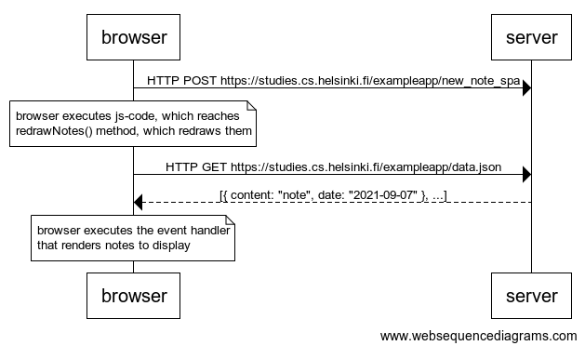 browser
server
HTTP POST https://studies.cs.helsinki.fi/exampleapp/new_note_spa
browser executes js-code, which reaches
redrawNotes() method, which redraws them
HTTP GET https://studies.cs.helsinki.fi/exampleapp/data.json
[{ content: "note", date: "2021-09-07" }, ...]
browser executes the event handler
that renders notes to display
browser
server
www.websequencediagrams.com